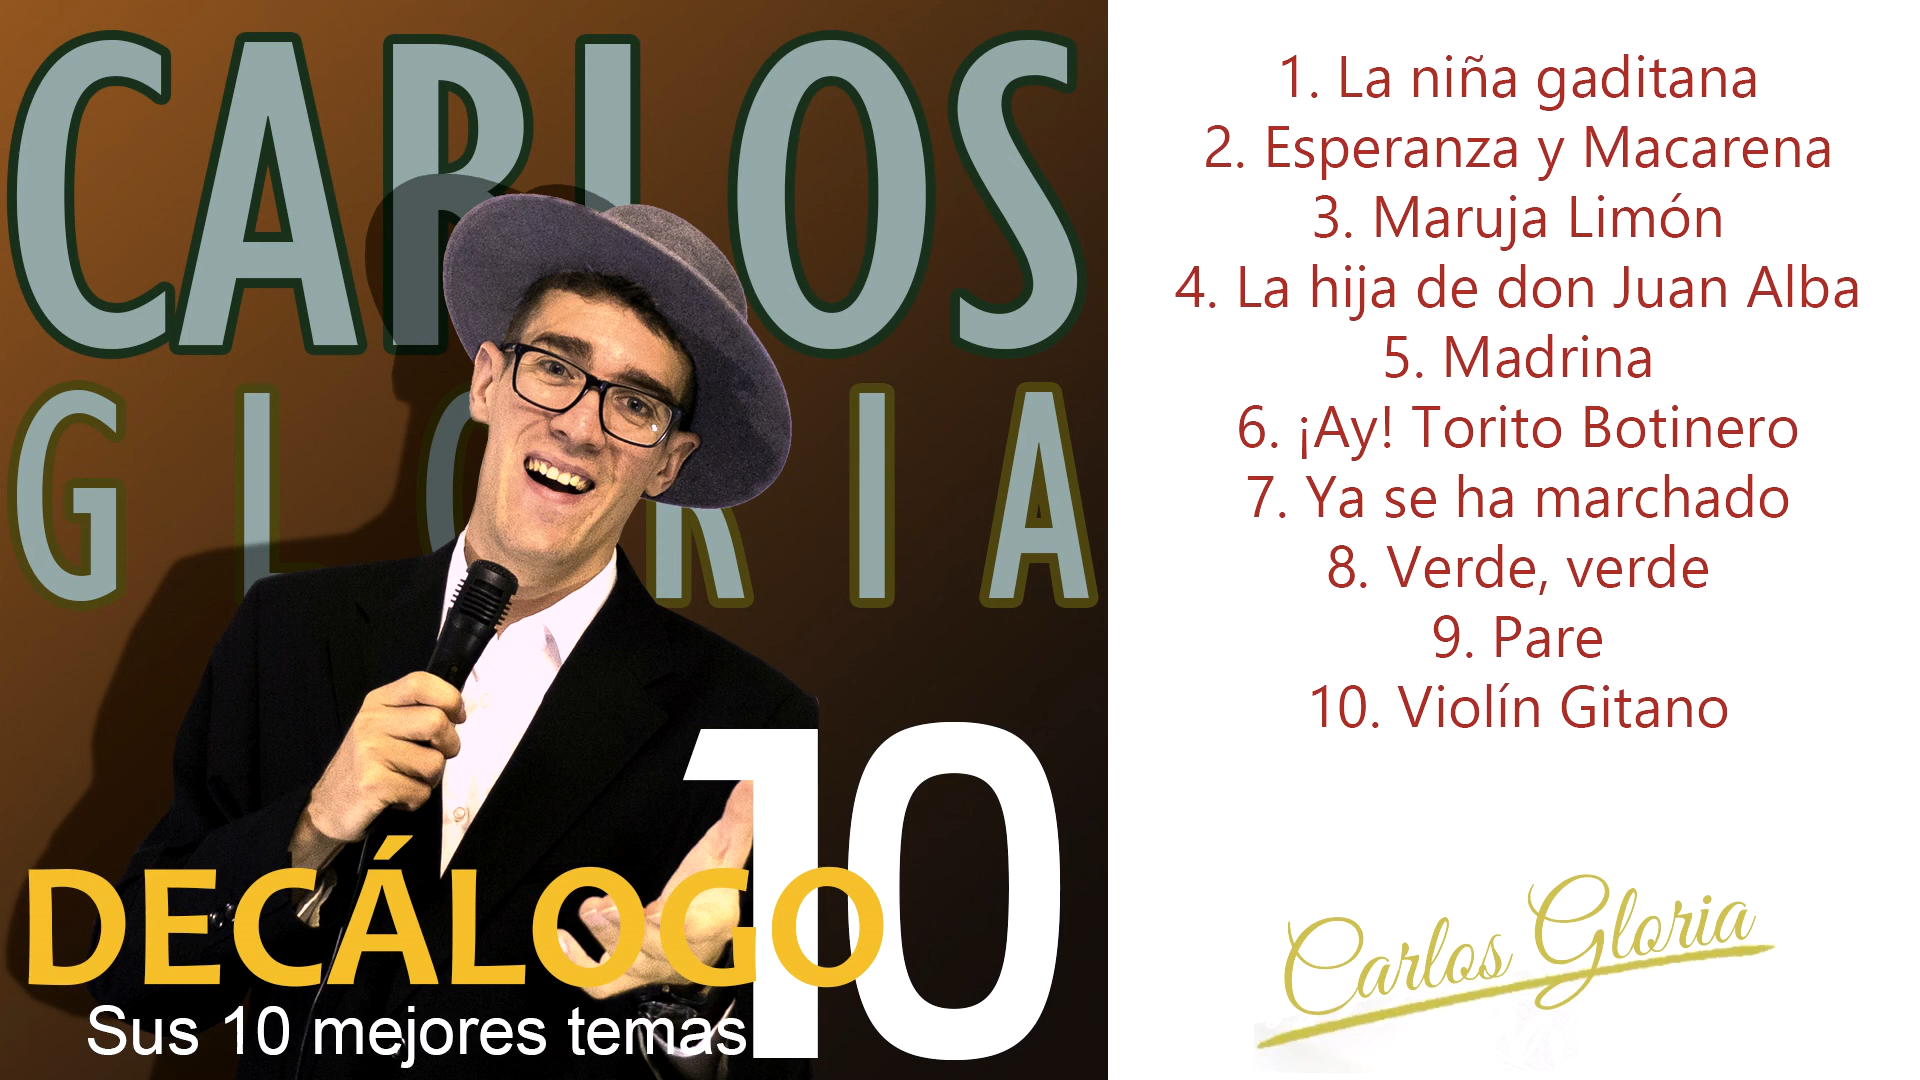 CARLOS
GLORIA
10
DECÁLOGO
Sus 10 mejores temas
1. La niña gaditana
2. Esperanza y Macarena
3. Maruja Limón
4. La hija de don Juan Alba
5. Madrina
6. ¡Ay! Torito Botinero
7. Ya se ha marchado
8. Verde, verde
9. Pare
10. Violín Gitano
Carlos Gloria